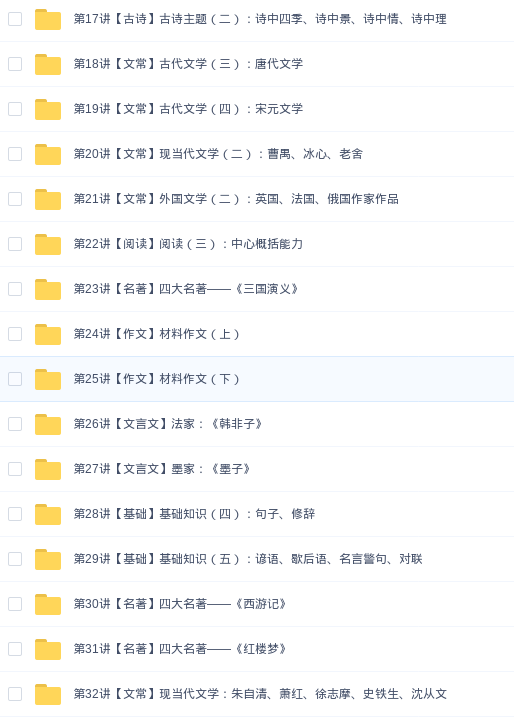 第17讲【古诗】古诗主题（二）：诗中四季、诗中景、诗中情、诗中理
第18讲【文常】古代文学（三）：唐代文学
第19讲【文常】古代文学（四）：宋元文学
第20讲【文常】现当代文学（二）：曹禺、冰心、老舍
第21讲【文常】外国文学（二）：英国、法国、俄国作家作品
第22讲【阅读】阅读（三）：中心概括能力
第23讲【名著】四大名著——《三国演义》
第24讲【作文】材料作文（上）
第25讲【作文】材料作文（下）
第26讲【文言文】法家：《韩非子》
第27讲【文言文】墨家：《墨子》
第28讲【基础】基础知识（四）：句子、修辞
第29讲【基础】基础知识（五）：谚语、歇后语、名言警句、对联
第30讲【名著】四大名著——《西游记》
第31讲【名著】四大名著——《红楼梦》
第32讲【文常】现当代文学：朱自清、萧红、徐志摩、史铁生、沈从文